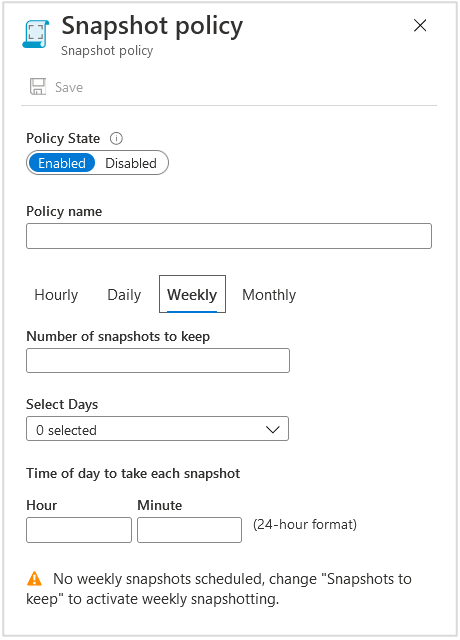 Snapshot policy
Snapshot policy
Save
Policy State
Enabled Disabled
Policy name
Hourly Daily Weekly Monthly
Number of snapshots to keep
Select Days
0 selected
Time of day to take each snapshot
Hour Minute
(24-hour format)
No weekly snapshots scheduled, change "Snapshots to
keep" to activate weekly snapshotting.